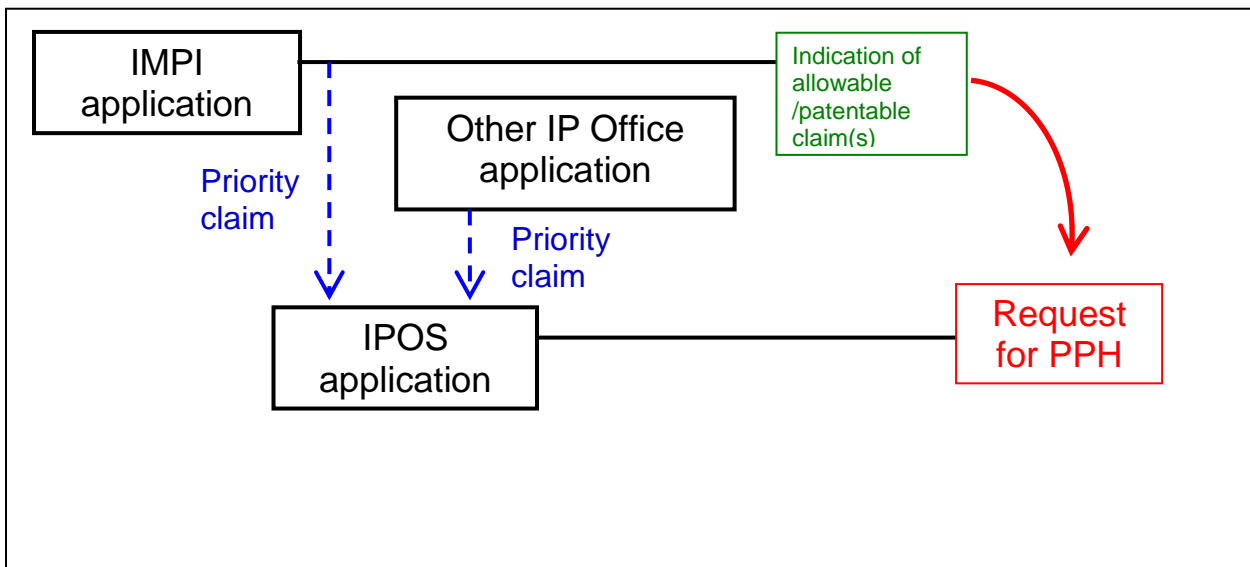 IMPI
application
Indication of
allowable
/patentable
claim(s)
Other IP Office
application
Priority
claim
Priority
claim
IPOS
application
Request
for PPH